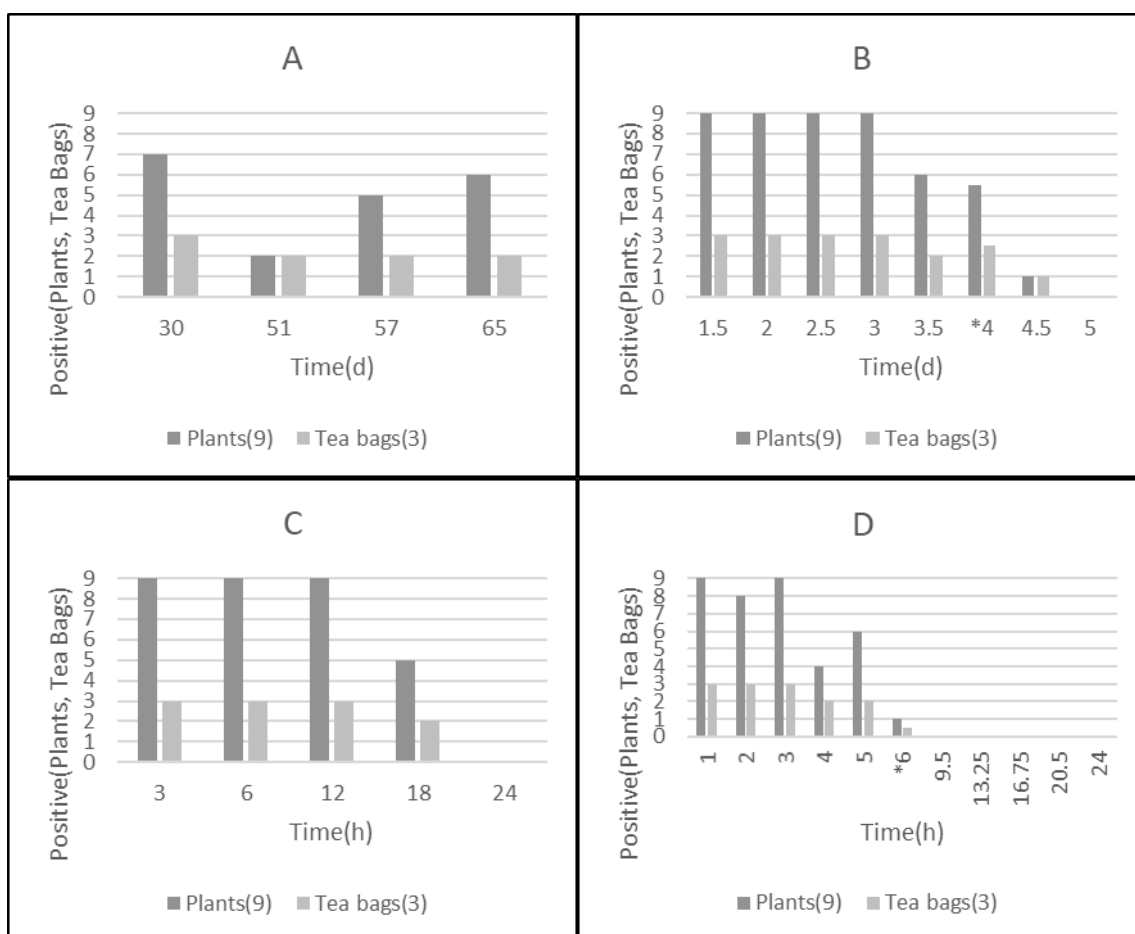 A
Positive(Plants, Tea Bags)
9
8
7
6
5
4
3
2
1
0
30 51 57 65
Time(d)
Plants(9) Tea bags(3)
B
Positive(Plants, Tea Bags)
9
8
7
6
5
4
3
2
1
0
1.5 2 2.5 3 3.5 *4 4.5 5
Time(d)
Plants(9) Tea bags(3)
C
Positive(Plants, Tea Bags)
9
8
7
6
5
4
3
2
1
0
3 6 12 18 24
Time(h)
Plants(9) Tea bags(3)
D
Positive(Plants, Tea Bags)
9
8
7
6
5
4
3
2
1
0
1 2 3 4 5 *6 9.5 13.25 16.75 20.5 24
Time(h)
Plants(9) Tea bags(3)